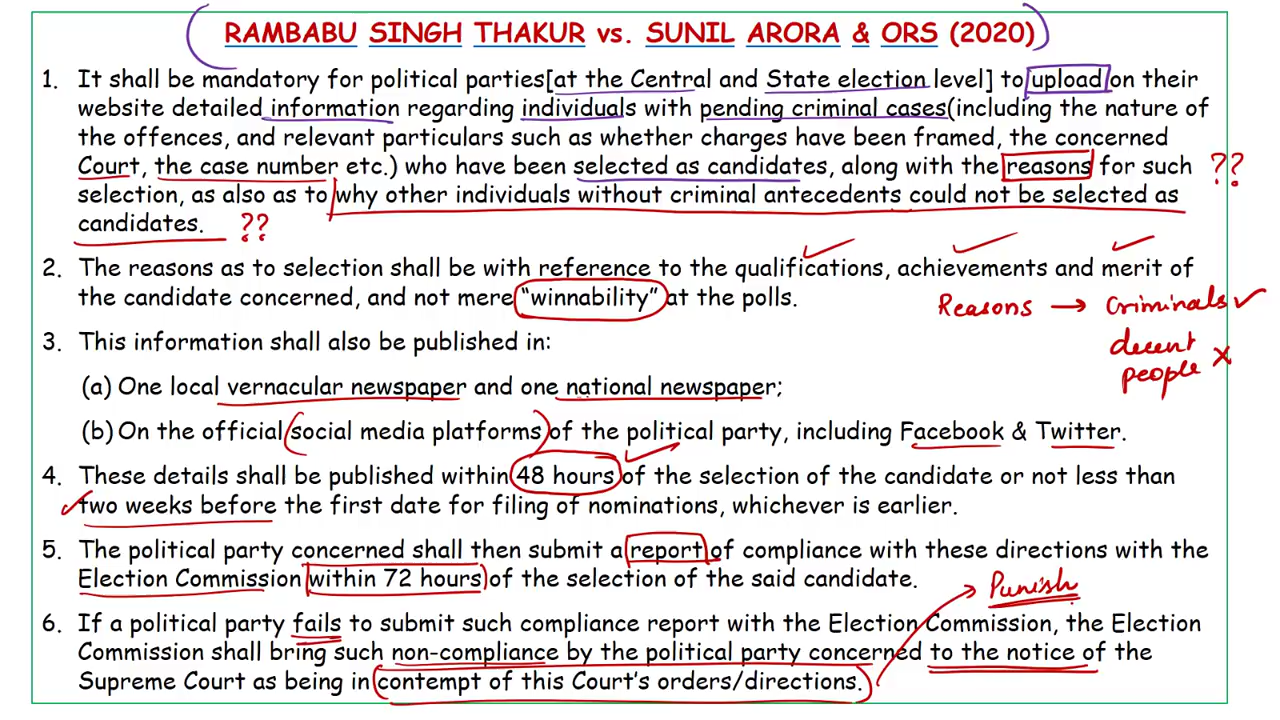 RAMBABU SINGH THAKUR vs. SUNIL ARORA & ORS (2020)
1. It shall be mandatory for political parties[at the Central and State election level] to upload on their
website detailed information regarding individuals with pending criminal cases(including the nature of
the offences, and relevant particulars such as whether charges have been framed, the concerned
Court, the case number etc.) who have been selected as candidates, along with the reasons for such ??
selection, as also as to why other individuals without criminal antecedents could not be selected as
candidates. ??
2. The reasons as to selection shall be with reference to the qualifications, achievements and merit of
the candidate concerned, and not mere “winnability” at the polls.
Reasons → Criminals ✓
decent
people ✗
3. This information shall also be published in:
(a) One local vernacular newspaper and one national newspaper;
(b) On the official social media platforms of the political party, including Facebook & Twitter.
4. These details shall be published within 48 hours of the selection of the candidate or not less than
two weeks before the first date for filing of nominations, whichever is earlier.
5. The political party concerned shall then submit a report of compliance with these directions with the
Election Commission within 72 hours of the selection of the said candidate.
Punish
6. If a political party fails to submit such compliance report with the Election Commission, the Election
Commission shall bring such non-compliance by the political party concerned to the notice of the
Supreme Court as being in contempt of this Court’s orders/directions.